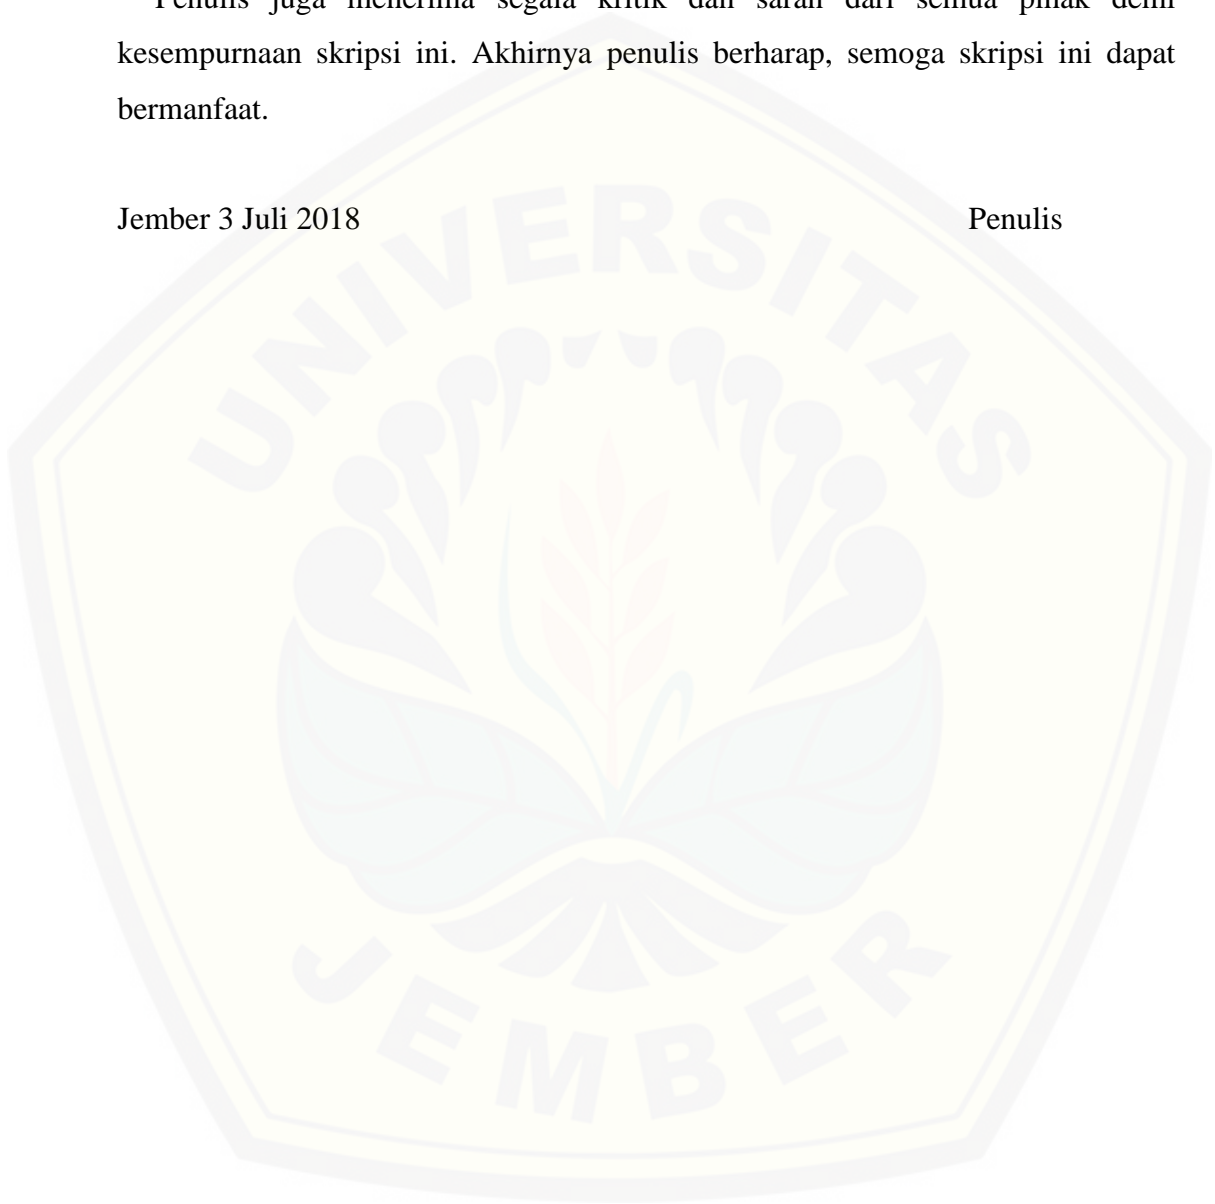 Penulis juga menerima segala kritik dan saran dari semua pihak demi
kesempurnaan skripsi ini. Akhirnya penulis berharap, semoga skripsi ini dapat
bermanfaat.
Jember 3 Juli 2018 Penulis
UNIVERSITAS
JEMBER